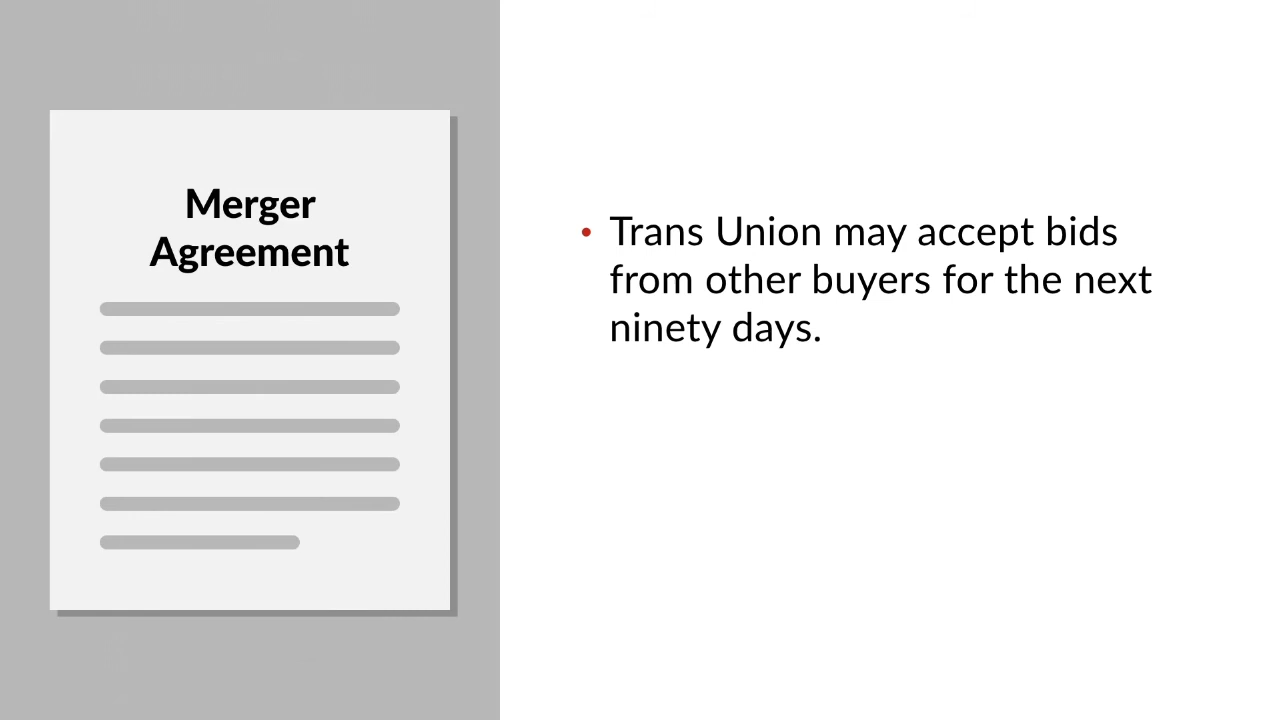 Merger
Agreement
• Trans Union may accept bids
from other buyers for the next
ninety days.